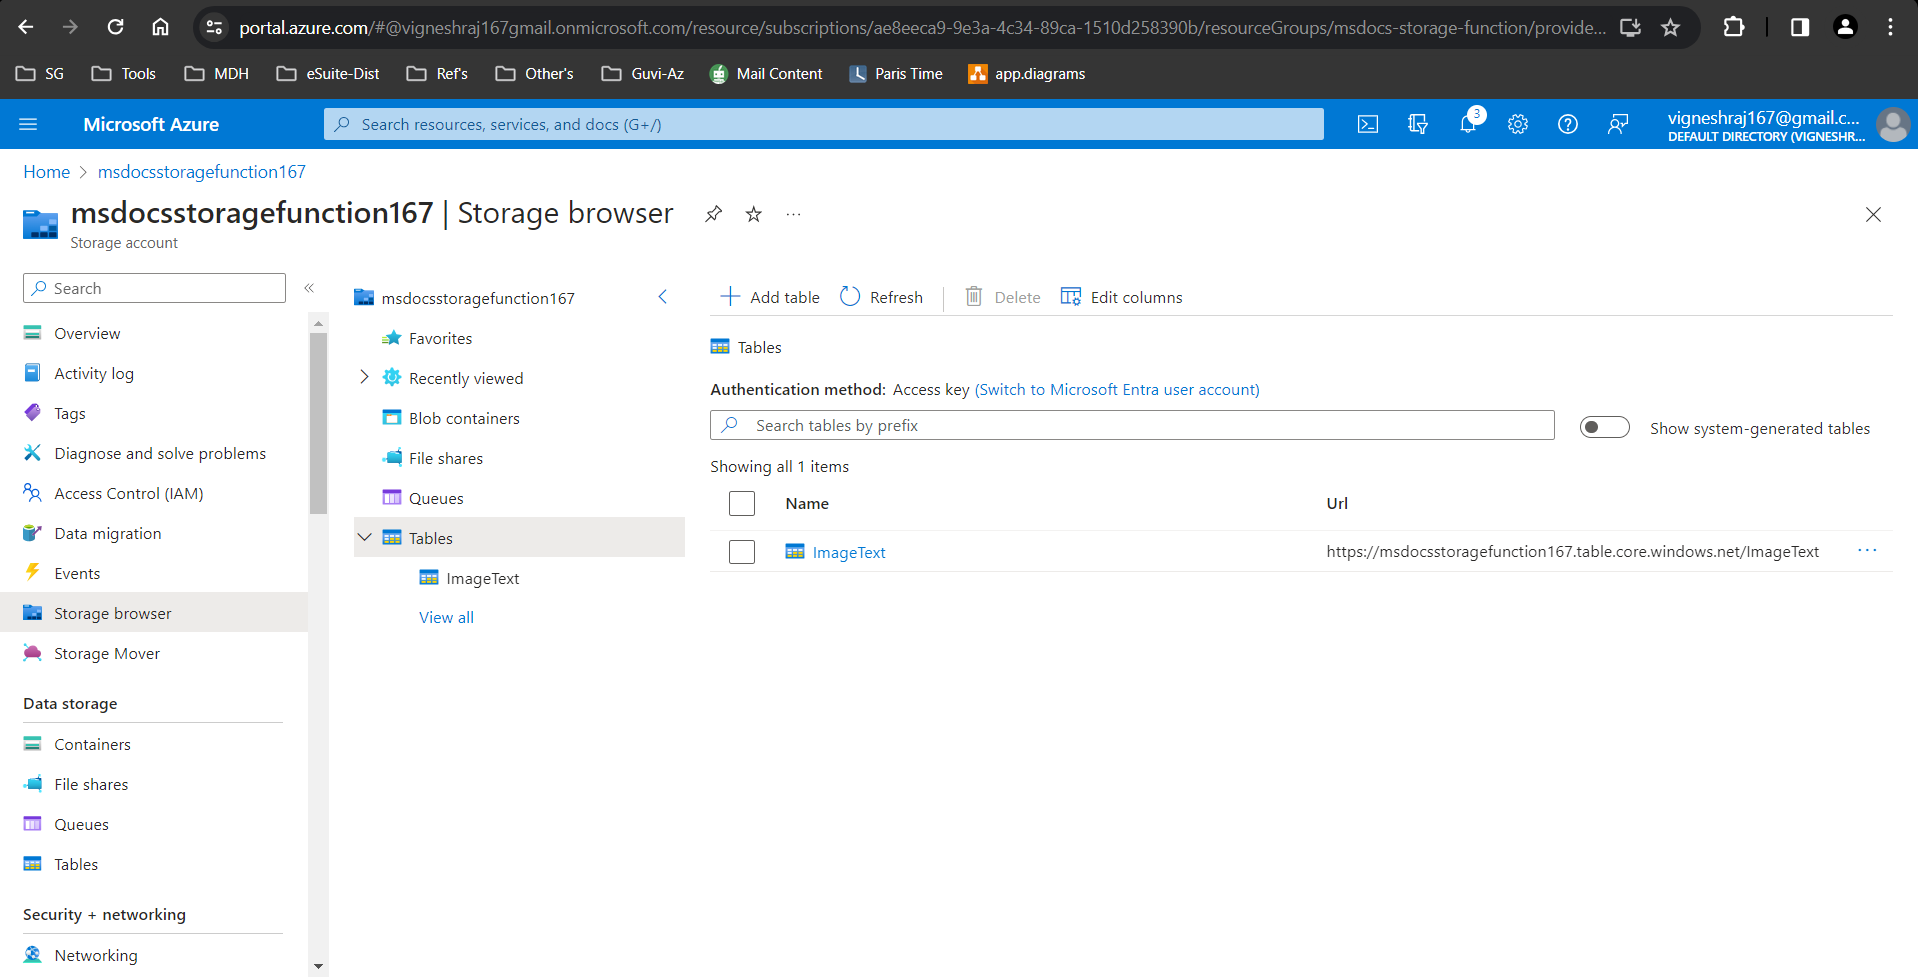 portal.azure.com/#@vigneshraj167gmail.onmicrosoft.com/resource/subscriptions/ae8eeca9-9e3a-4c34-89ca-1510d258390b/resourceGroups/msdocs-storage-function/provide...
SG Tools MDH eSuite-Dist Ref's Other's Guvi-Az Mail Content Paris Time app.diagrams
Microsoft Azure
Search resources, services, and docs (G+/)
3
vigneshraj167@gmail.c...
DEFAULT DIRECTORY (VIGNESHR...
Home > msdocsstoragefunction167
msdocsstoragefunction167 | Storage browser
Storage account
Search
Overview
Activity log
Tags
Diagnose and solve problems
Access Control (IAM)
Data migration
Events
Storage browser
Storage Mover
Data storage
Containers
File shares
Queues
Tables
Security + networking
Networking
msdocsstoragefunction167
Favorites
Recently viewed
Blob containers
File shares
Queues
Tables
ImageText
View all
Add table Refresh Delete Edit columns
Tables
Authentication method: Access key (Switch to Microsoft Entra user account)
Search tables by prefix
Show system-generated tables
Showing all 1 items
Name Url
ImageText https://msdocsstoragefunction167.table.core.windows.net/ImageText